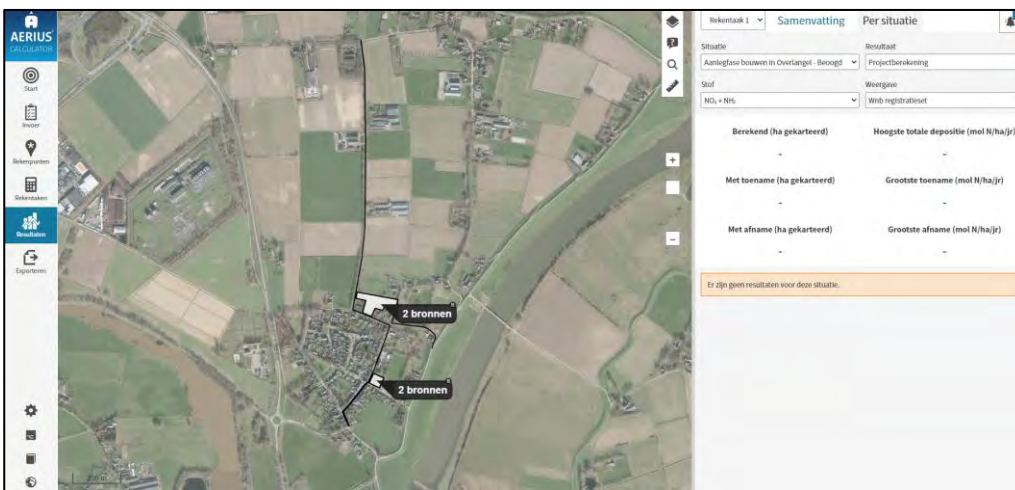 AERIUS
CALCULATOR
Start
Invoer
Rekenpunten
Rekentaken
Resultaten
Exporteren
2 bronnen
2 bronnen
Rekentaak 1
Samenvatting
Per situatie
Situatie
Resultaat
Aanlegfase bouwen in Overlangel - Beoogd
Projectberekening
Stof
Weergave
NOₓ + NH₃
Wnb registratieset
Berekend (ha gekarteerd)
Hoogste totale depositie (mol N/ha/jr)
-
-
Met toename (ha gekarteerd)
Grootste toename (mol N/ha/jr)
-
-
Met afname (ha gekarteerd)
Grootste afname (mol N/ha/jr)
-
-
Er zijn geen resultaten voor deze situatie.